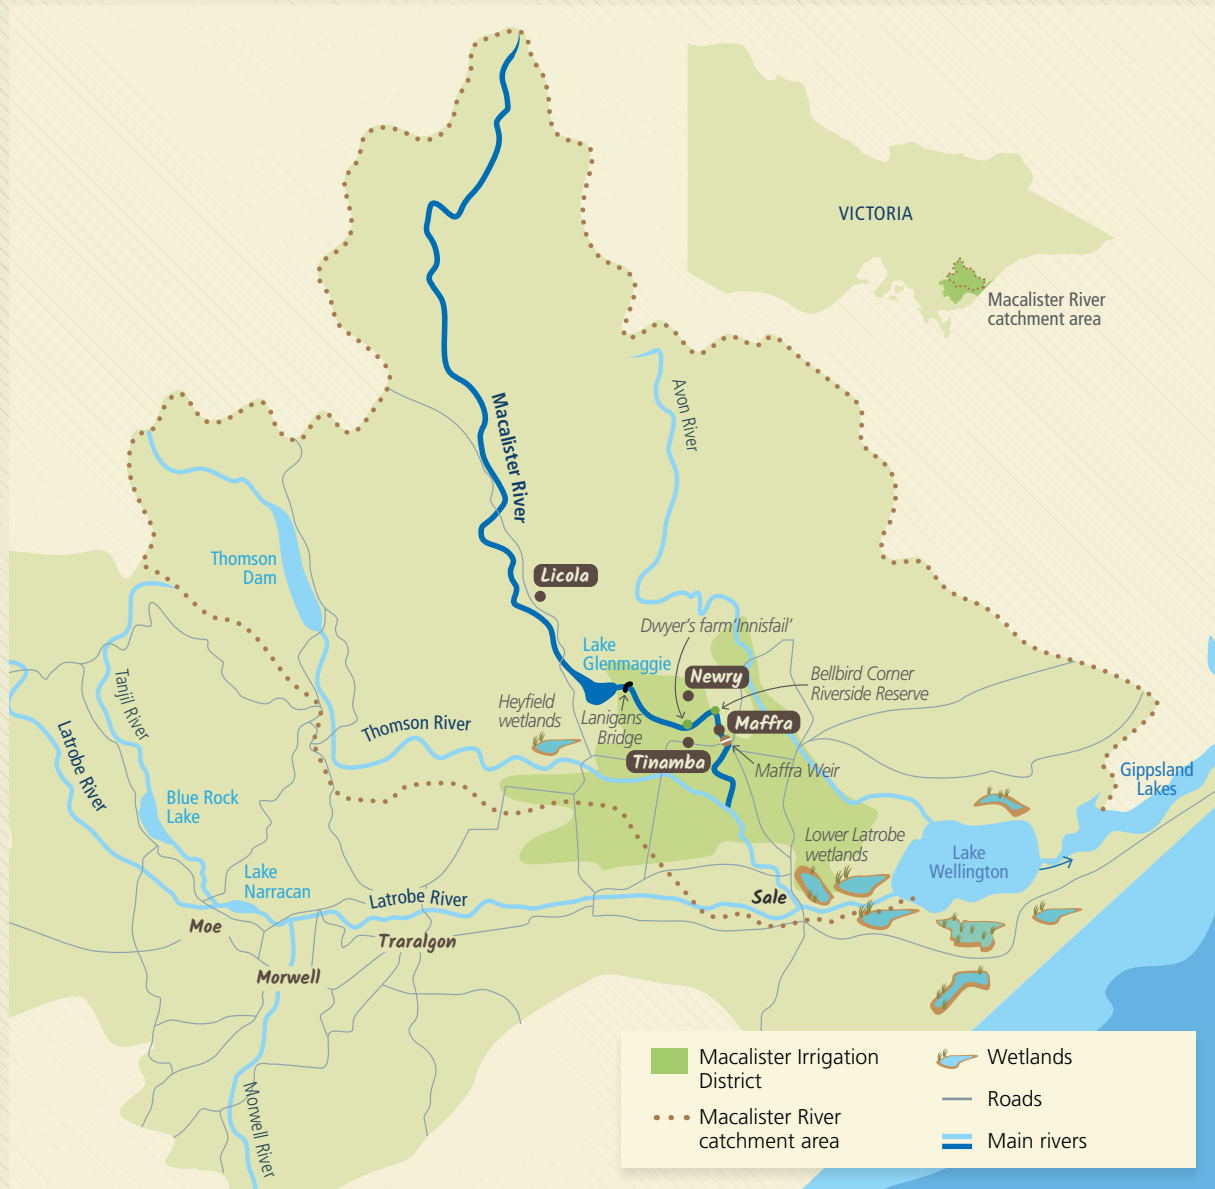 VICTORIA
Macalister River
catchment area
Avon River
Macalister River
Thomson
Dam
Licola
Dwyer's farm 'Innisfail'
Lake
Glenmaggie
Newry
Bellbird Corner
Riverside Reserve
Heyfield
wetlands
Lanigans
Bridge
Maffra
Tanjil River
Latrobe River
Thomson River
Tinamba
Maffra Weir
Gippsland
Lakes
Blue Rock
Lake
Lower Latrobe
wetlands
Lake
Wellington
Lake
Narracan
Latrobe River
Sale
Moe
Traralgon
Morwell
Morwell River
Macalister Irrigation
District
Macalister River
catchment area
Wetlands
Roads
Main rivers